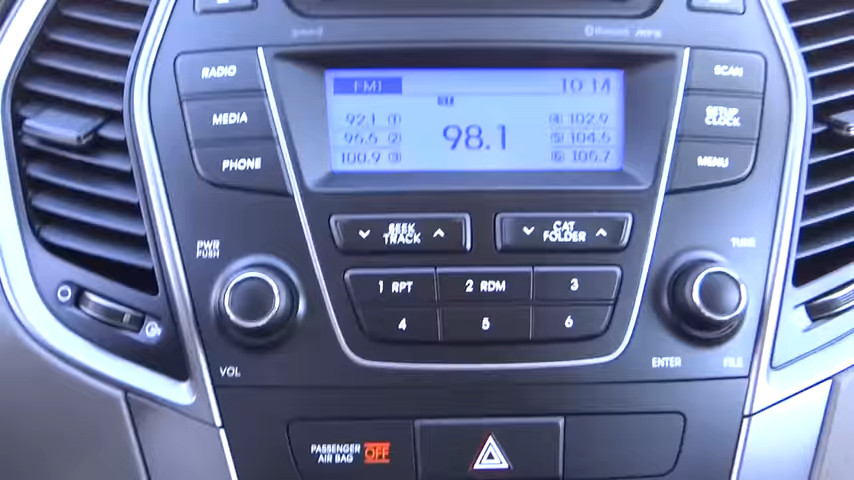 RADIO
MEDIA
PHONE
FM1 10:14
ST
92.1 1
96.5 2
100.9 3
98.1
4 102.9
5 104.5
6 105.7
SCAN
SETUP
CLOCK
MENU
SEEK
TRACK
CAT
FOLDER
PWR
PUSH
VOL
1 RPT
2 RDM
3
4
5
6
TUNE
ENTER
FILE
PASSENGER
AIR BAG
OFF